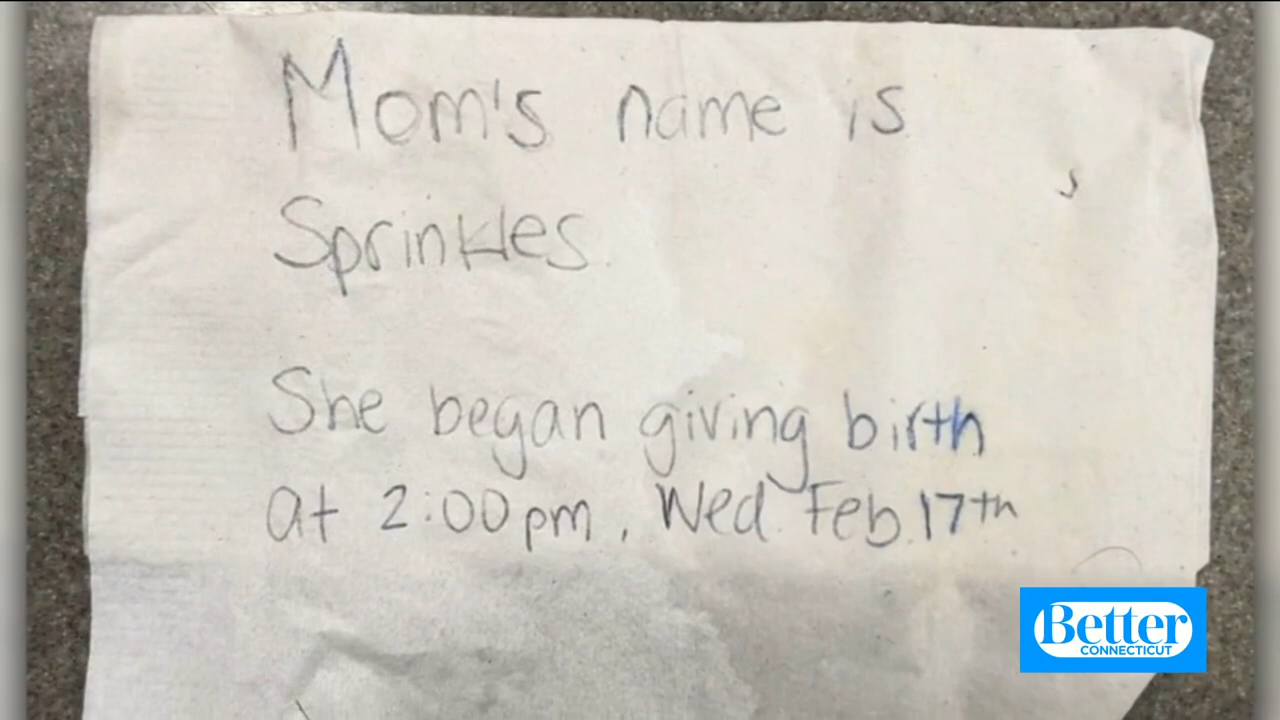 Mom's name is
Sprinkles.
She began giving birth
at 2:00pm, Wed Feb.17th
Better
CONNECTICUT